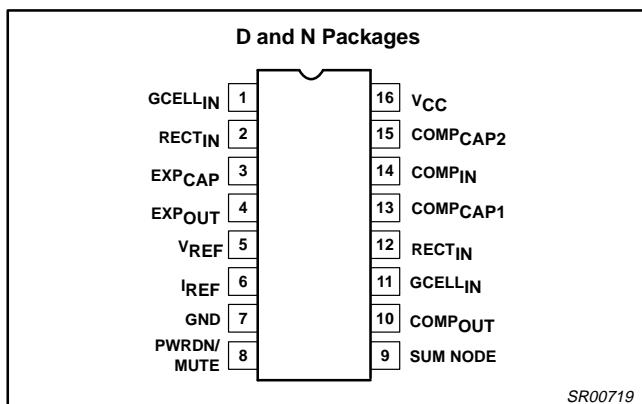 D and N Packages
GCELLIN 1 16 VCC
RECTIN 2 15 COMPCAP2
EXPCAP 3 14 COMPIN
EXPOUT 4 13 COMPCAP1
VREF 5 12 RECTIN
IREF 6 11 GCELLIN
GND 7 10 COMPOUT
PWRDN/
MUTE 8 9 SUM NODE
SR00719